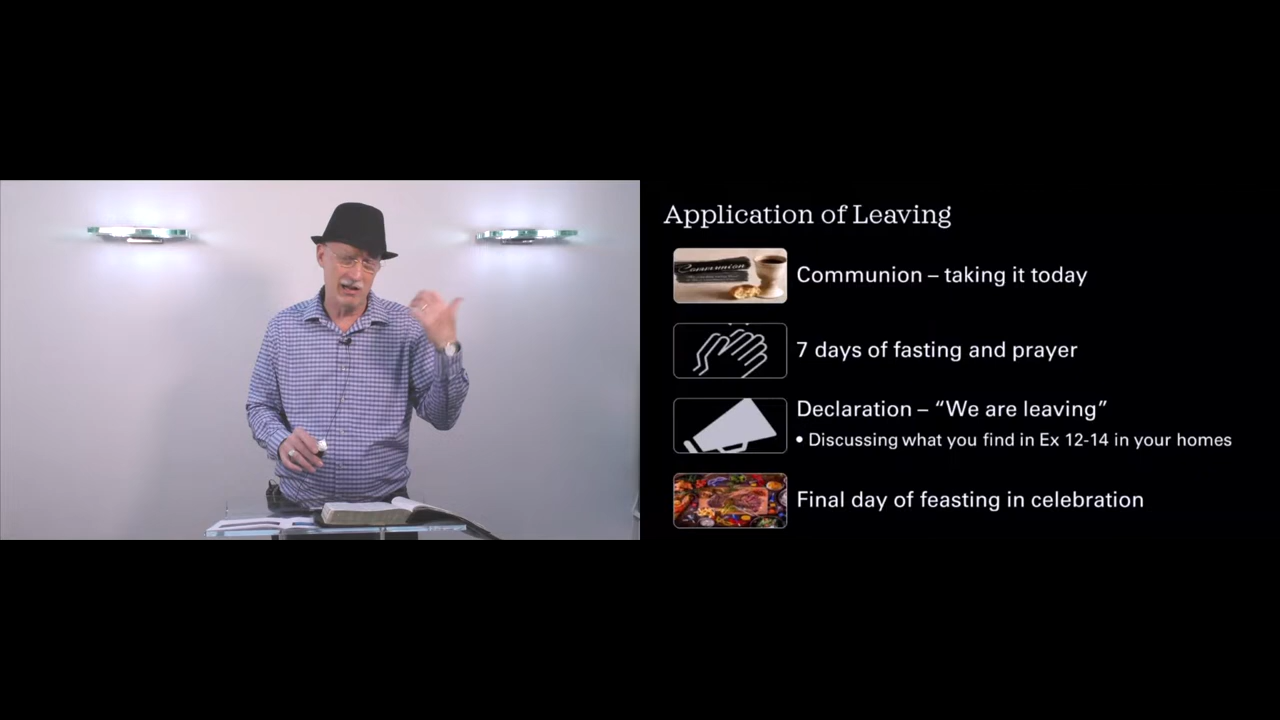 Application of Leaving
Communion
Communion – taking it today
7 days of fasting and prayer
Declaration – “We are leaving”
• Discussing what you find in Ex 12-14 in your homes
Final day of feasting in celebration